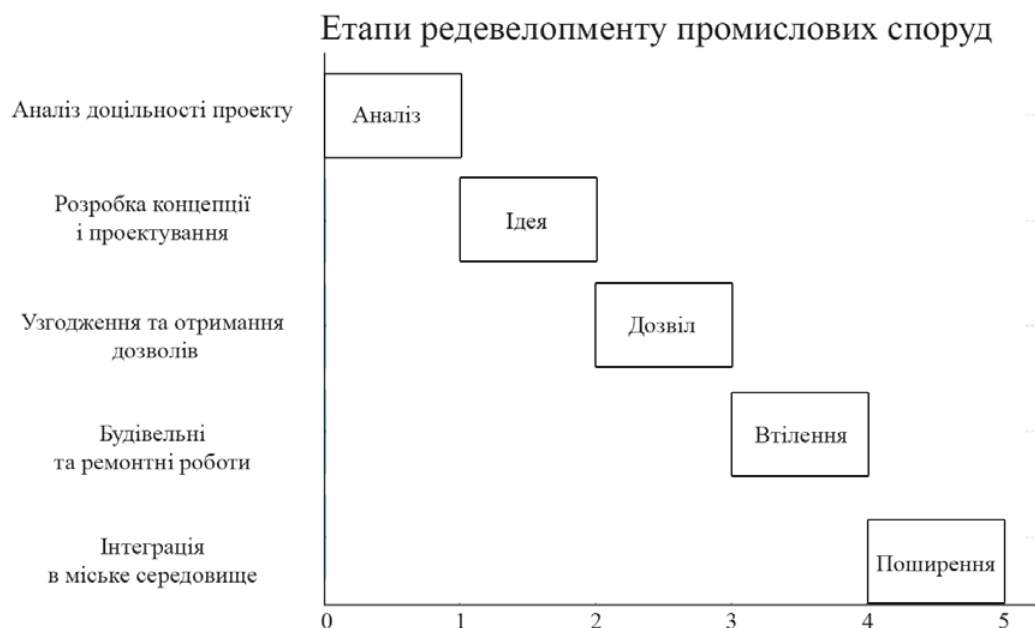 Етапи редевелопменту промислових споруд
Аналіз доцільності проекту
Аналіз
Розробка концепції
і проектування
Ідея
Узгодження та отримання
дозволів
Дозвіл
Будівельні
та ремонтні роботи
Втілення
Інтеграція
в міське середовище
Поширення
0 1 2 3 4 5